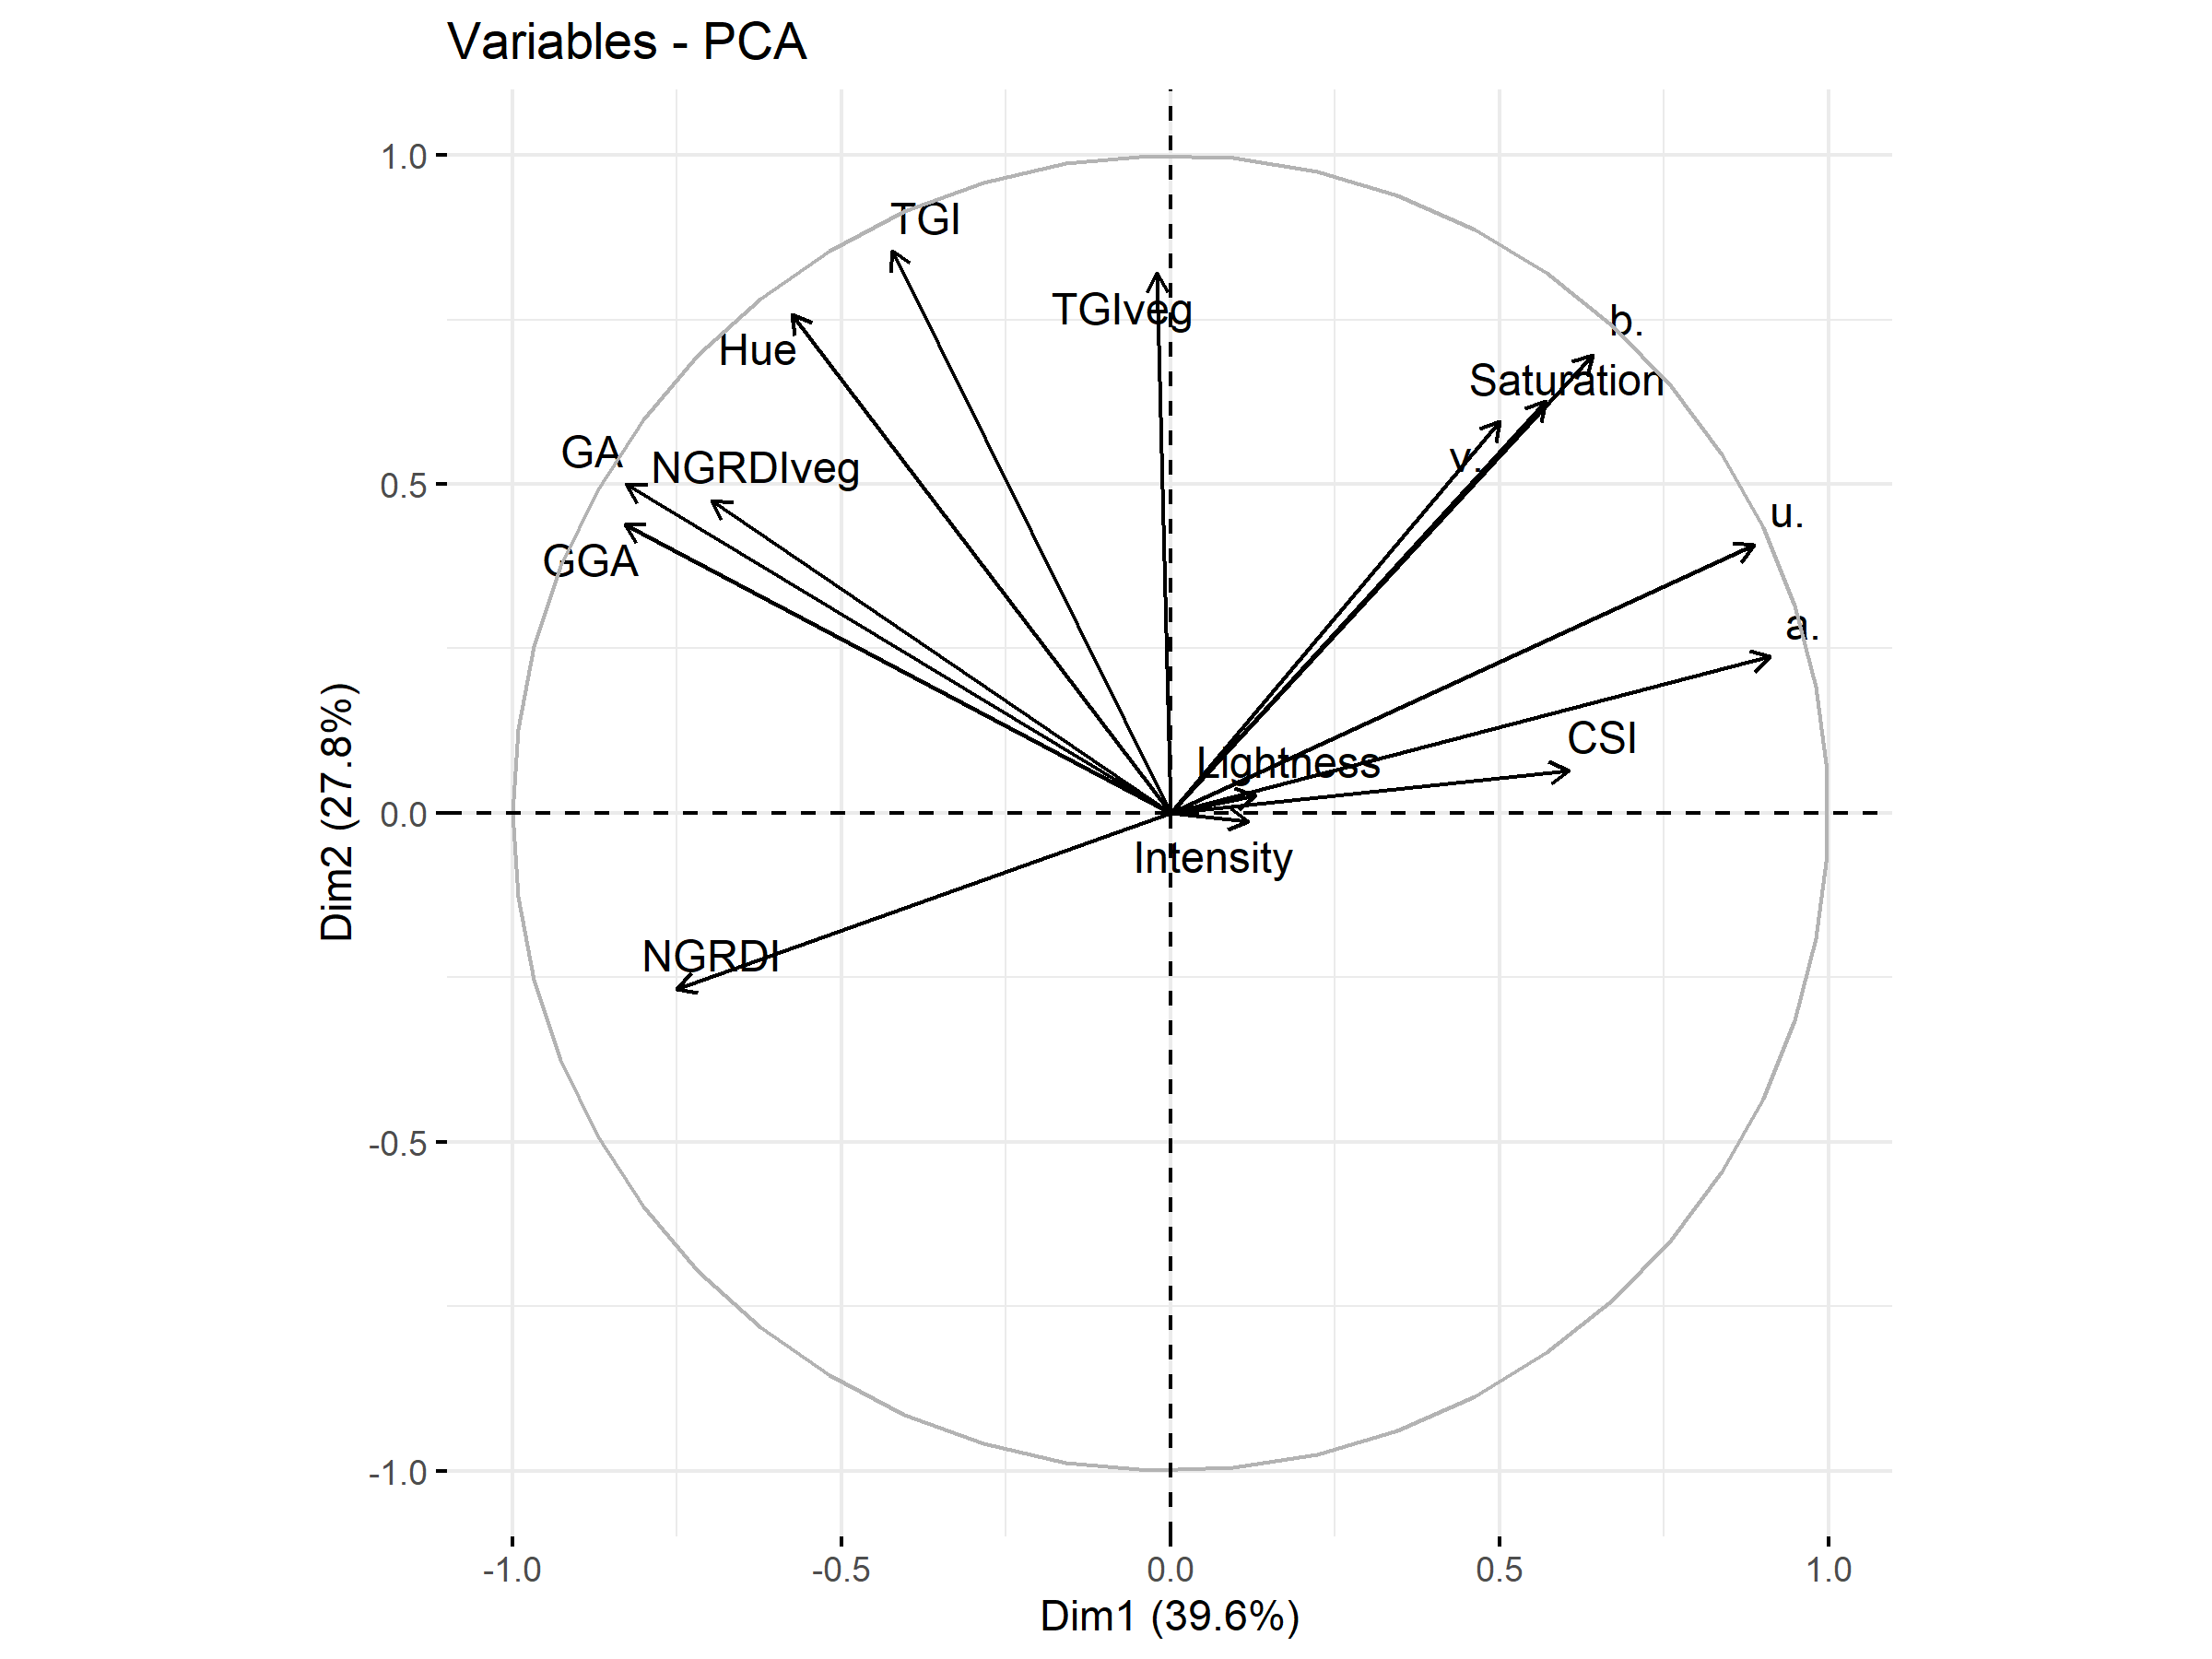 Variables - PCA
1.0
TGI
TGIveg
b.
Hue
Saturation
GA
NGRDIveg
v.
0.5
u.
GGA
a.
CSI
Lightness
0.0
Intensity
NGRDI
-0.5
-1.0
Dim2 (27.8%)
-1.0
-0.5
0.0
0.5
1.0
Dim1 (39.6%)